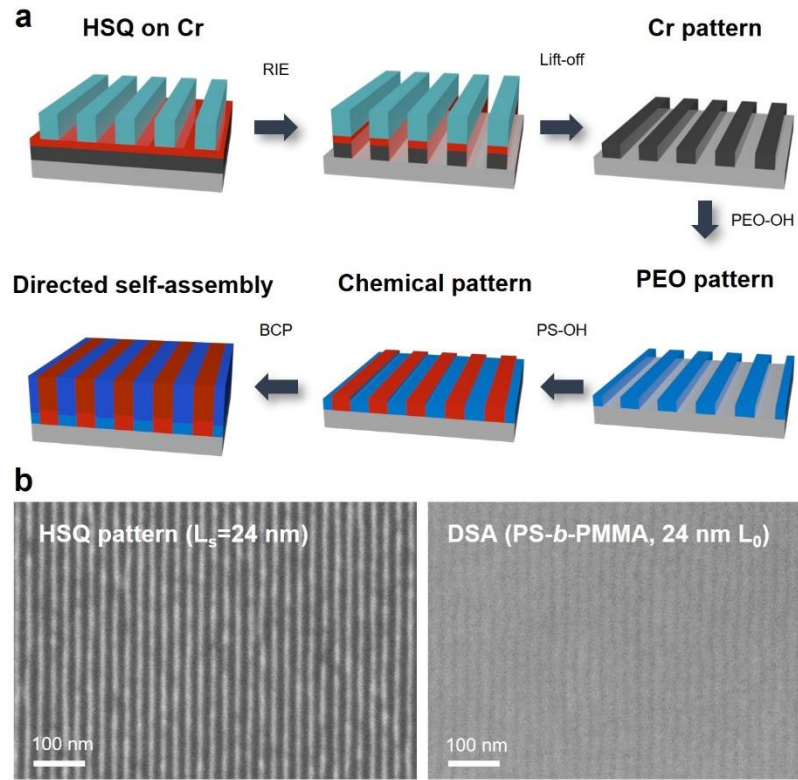 a
HSQ on Cr
RIE
Lift-off
Cr pattern
PEO-OH
Directed self-assembly
BCP
Chemical pattern
PS-OH
PEO pattern
b
HSQ pattern (Lₛ=24 nm)
DSA (PS-b-PMMA, 24 nm L₀)
100 nm
100 nm